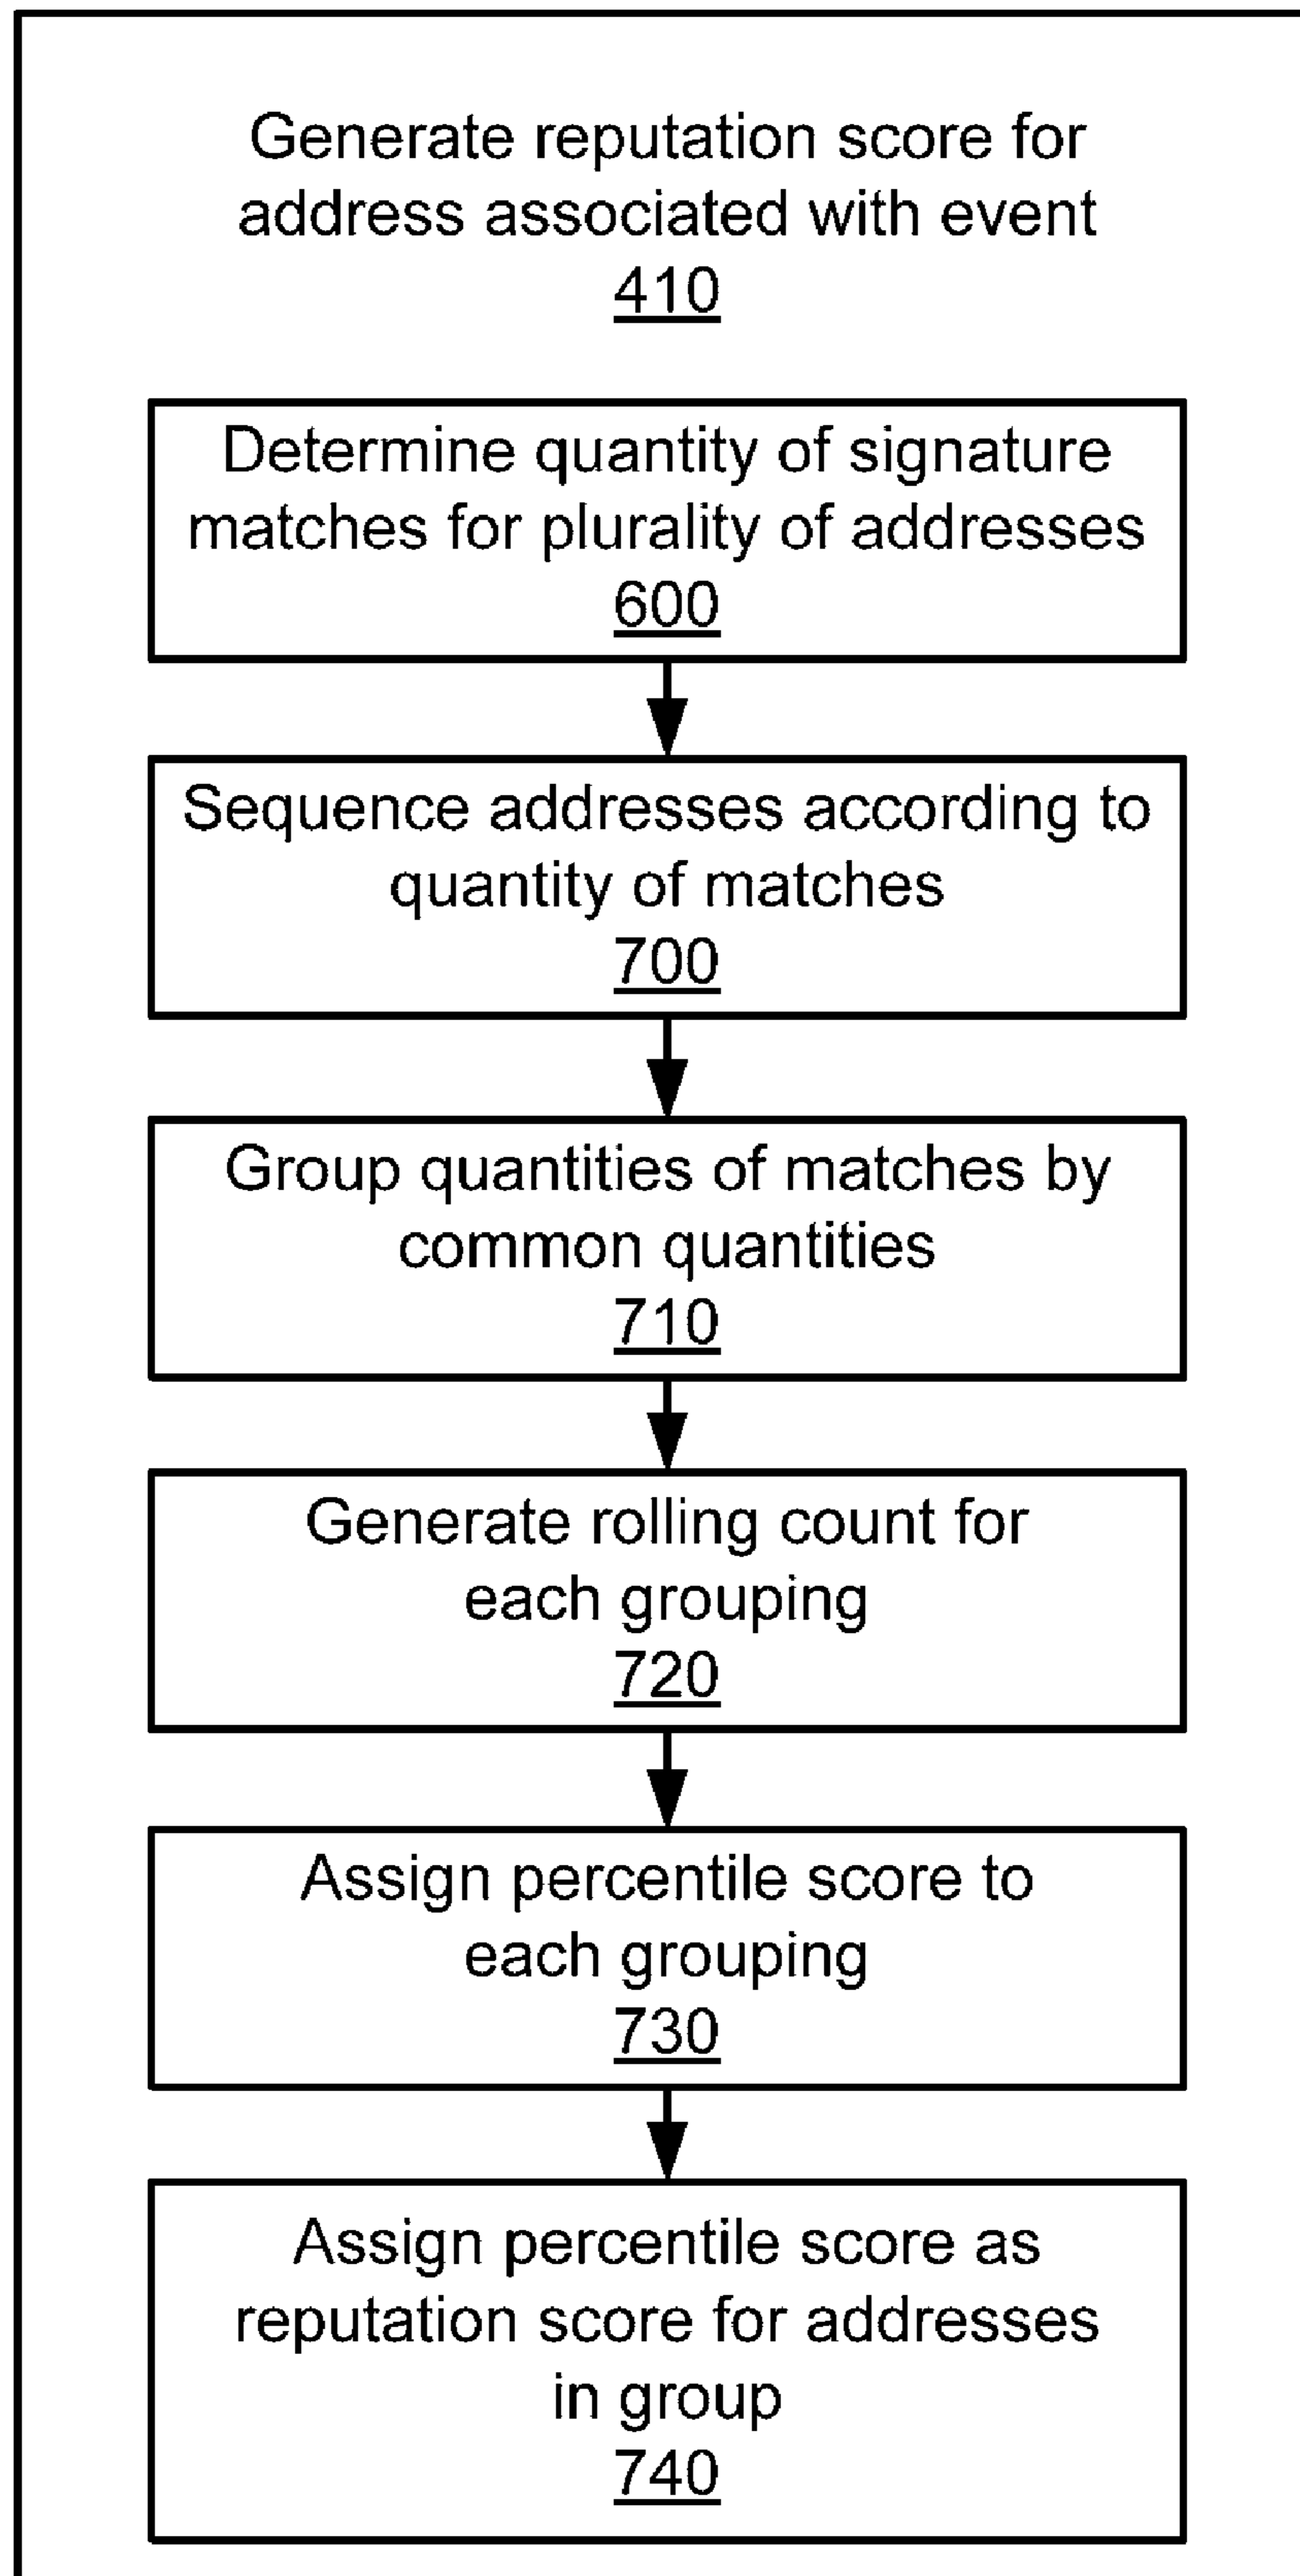 Generate reputation score for
address associated with event
410
Determine quantity of signature
matches for plurality of addresses
600
Sequence addresses according to
quantity of matches
700
Group quantities of matches by
common quantities
710
Generate rolling count for
each grouping
720
Assign percentile score to
each grouping
730
Assign percentile score as
reputation score for addresses
in group
740